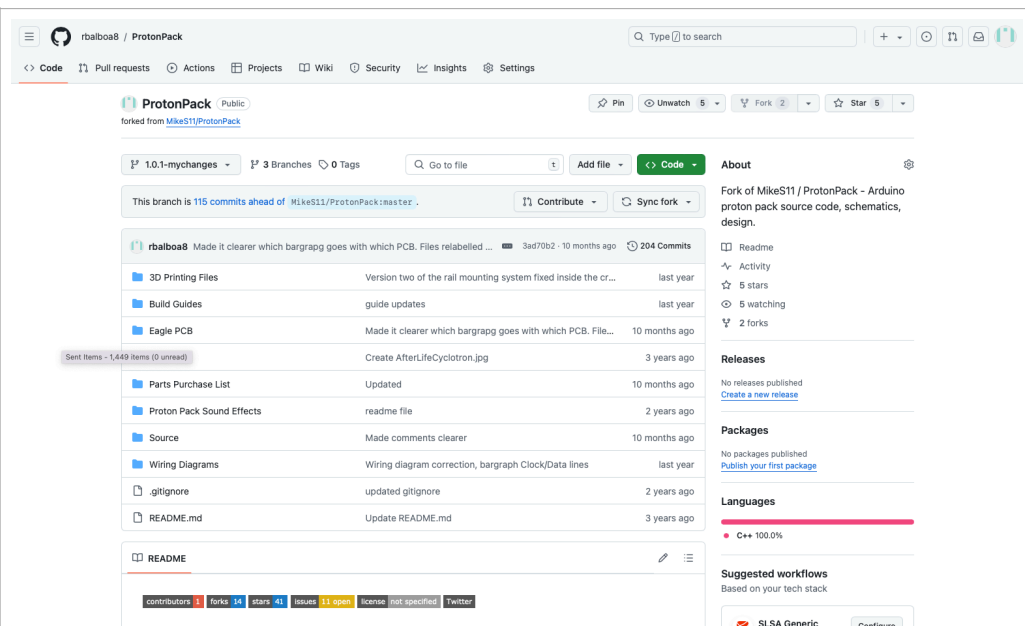 rbalboa8 / ProtonPack
Type / to search
Code Pull requests Actions Projects Wiki Security Insights Settings
ProtonPack Public
Pin Unwatch 5 Fork 2 Star 5
forked from MikeS11/ProtonPack
1.0.1-mychanges 3 Branches 0 Tags Go to file t Add file Code
This branch is 115 commits ahead of MikeS11/ProtonPack:master . Contribute Sync fork
rbalboa8 Made it clearer which bargrapg goes with which PCB. Files relabelled ... 3ad70b2 · 10 months ago 204 Commits
3D Printing Files Version two of the rail mounting system fixed inside the cr... last year
Build Guides guide updates last year
Eagle PCB Made it clearer which bargrapg goes with which PCB. File... 10 months ago
Sent Items - 1,449 items (0 unread)
Create AfterLifeCyclotron.jpg 3 years ago
Parts Purchase List Updated 10 months ago
Proton Pack Sound Effects readme file 2 years ago
Source Made comments clearer 10 months ago
Wiring Diagrams Wiring diagram correction, bargraph Clock/Data lines last year
.gitignore updated gitignore 2 years ago
README.md Update README.md 3 years ago
README
contributors 1 forks 14 stars 41 issues 11 open license not specified Twitter
About
Fork of MikeS11 / ProtonPack - Arduino
proton pack source code, schematics,
design.
Readme
Activity
5 stars
5 watching
2 forks
Releases
No releases published
Create a new release
Packages
No packages published
Publish your first package
Languages
C++ 100.0%
Suggested workflows
Based on your tech stack
SLSA Generic
Configure